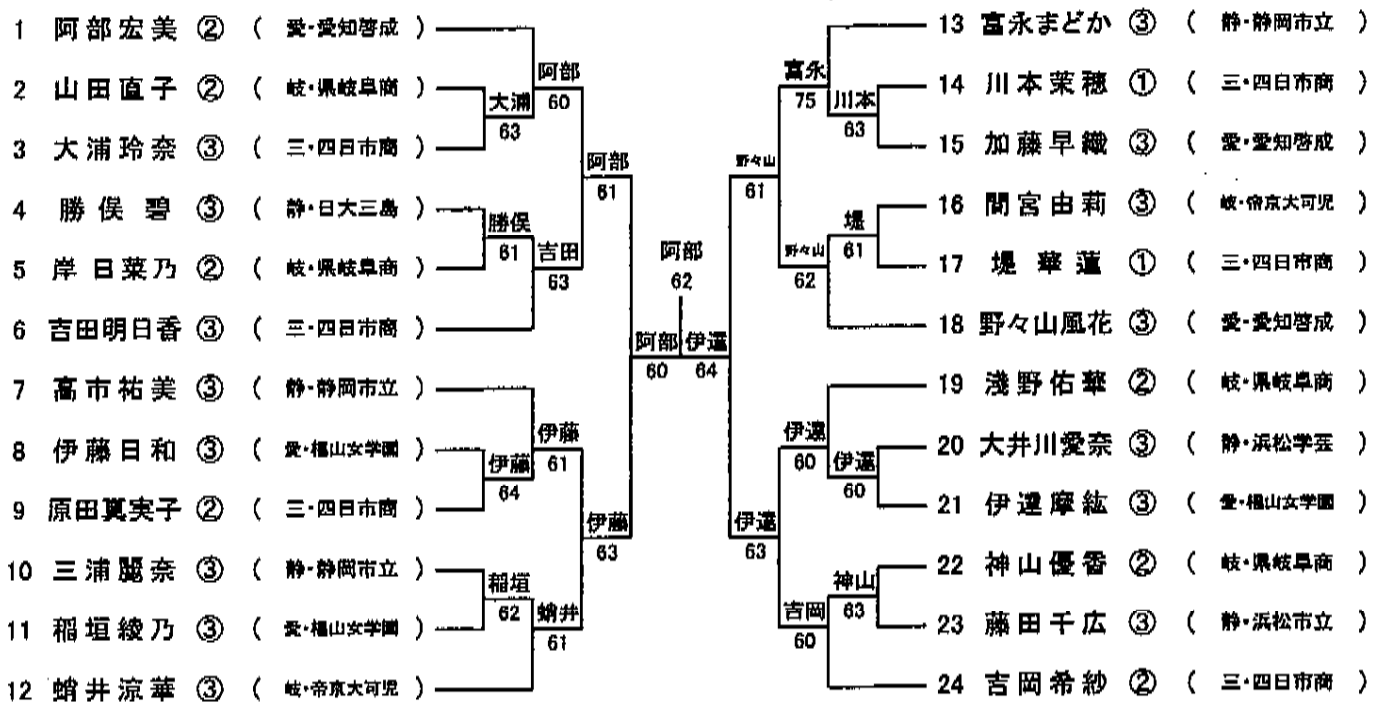 1 阿部宏美 ② ( 愛・愛知啓成 )
2 山田直子 ② ( 岐・県岐阜商 )
3 大浦玲奈 ③ ( 三・四日市商 )
4 勝俣碧 ③ ( 静・日大三島 )
5 岸日菜乃 ② ( 岐・県岐阜商 )
6 吉田明日香 ③ ( 三・四日市商 )
7 高市祐美 ③ ( 静・静岡市立 )
8 伊藤日和 ③ ( 愛・椙山女学園 )
9 原田真実子 ② ( 三・四日市商 )
10 三浦麗奈 ③ ( 静・静岡市立 )
11 稲垣綾乃 ③ ( 愛・椙山女学園 )
12 蛸井涼華 ③ ( 岐・帝京大可児 )
大浦
63
勝俣
61
伊藤
64
稲垣
62
阿部
60
吉田
63
伊藤
61
蛸井
61
阿部
61
伊藤
63
阿部
60
阿部
62
伊達
64
野々山
61
伊達
63
富永
75
野々山
62
伊達
60
吉岡
60
川本
63
堤
61
伊達
60
神山
63
13 富永まどか ③ ( 静・静岡市立 )
14 川本茉穂 ① ( 三・四日市商 )
15 加藤早織 ③ ( 愛・愛知啓成 )
16 間宮由莉 ③ ( 岐・帝京大可児 )
17 堤華蓮 ① ( 三・四日市商 )
18 野々山風花 ③ ( 愛・愛知啓成 )
19 淺野佑華 ② ( 岐・県岐阜商 )
20 大井川愛奈 ③ ( 静・浜松学芸 )
21 伊達摩紘 ③ ( 愛・椙山女学園 )
22 神山優香 ② ( 岐・県岐阜商 )
23 藤田千広 ③ ( 静・浜松市立 )
24 吉岡希紗 ② ( 三・四日市商 )